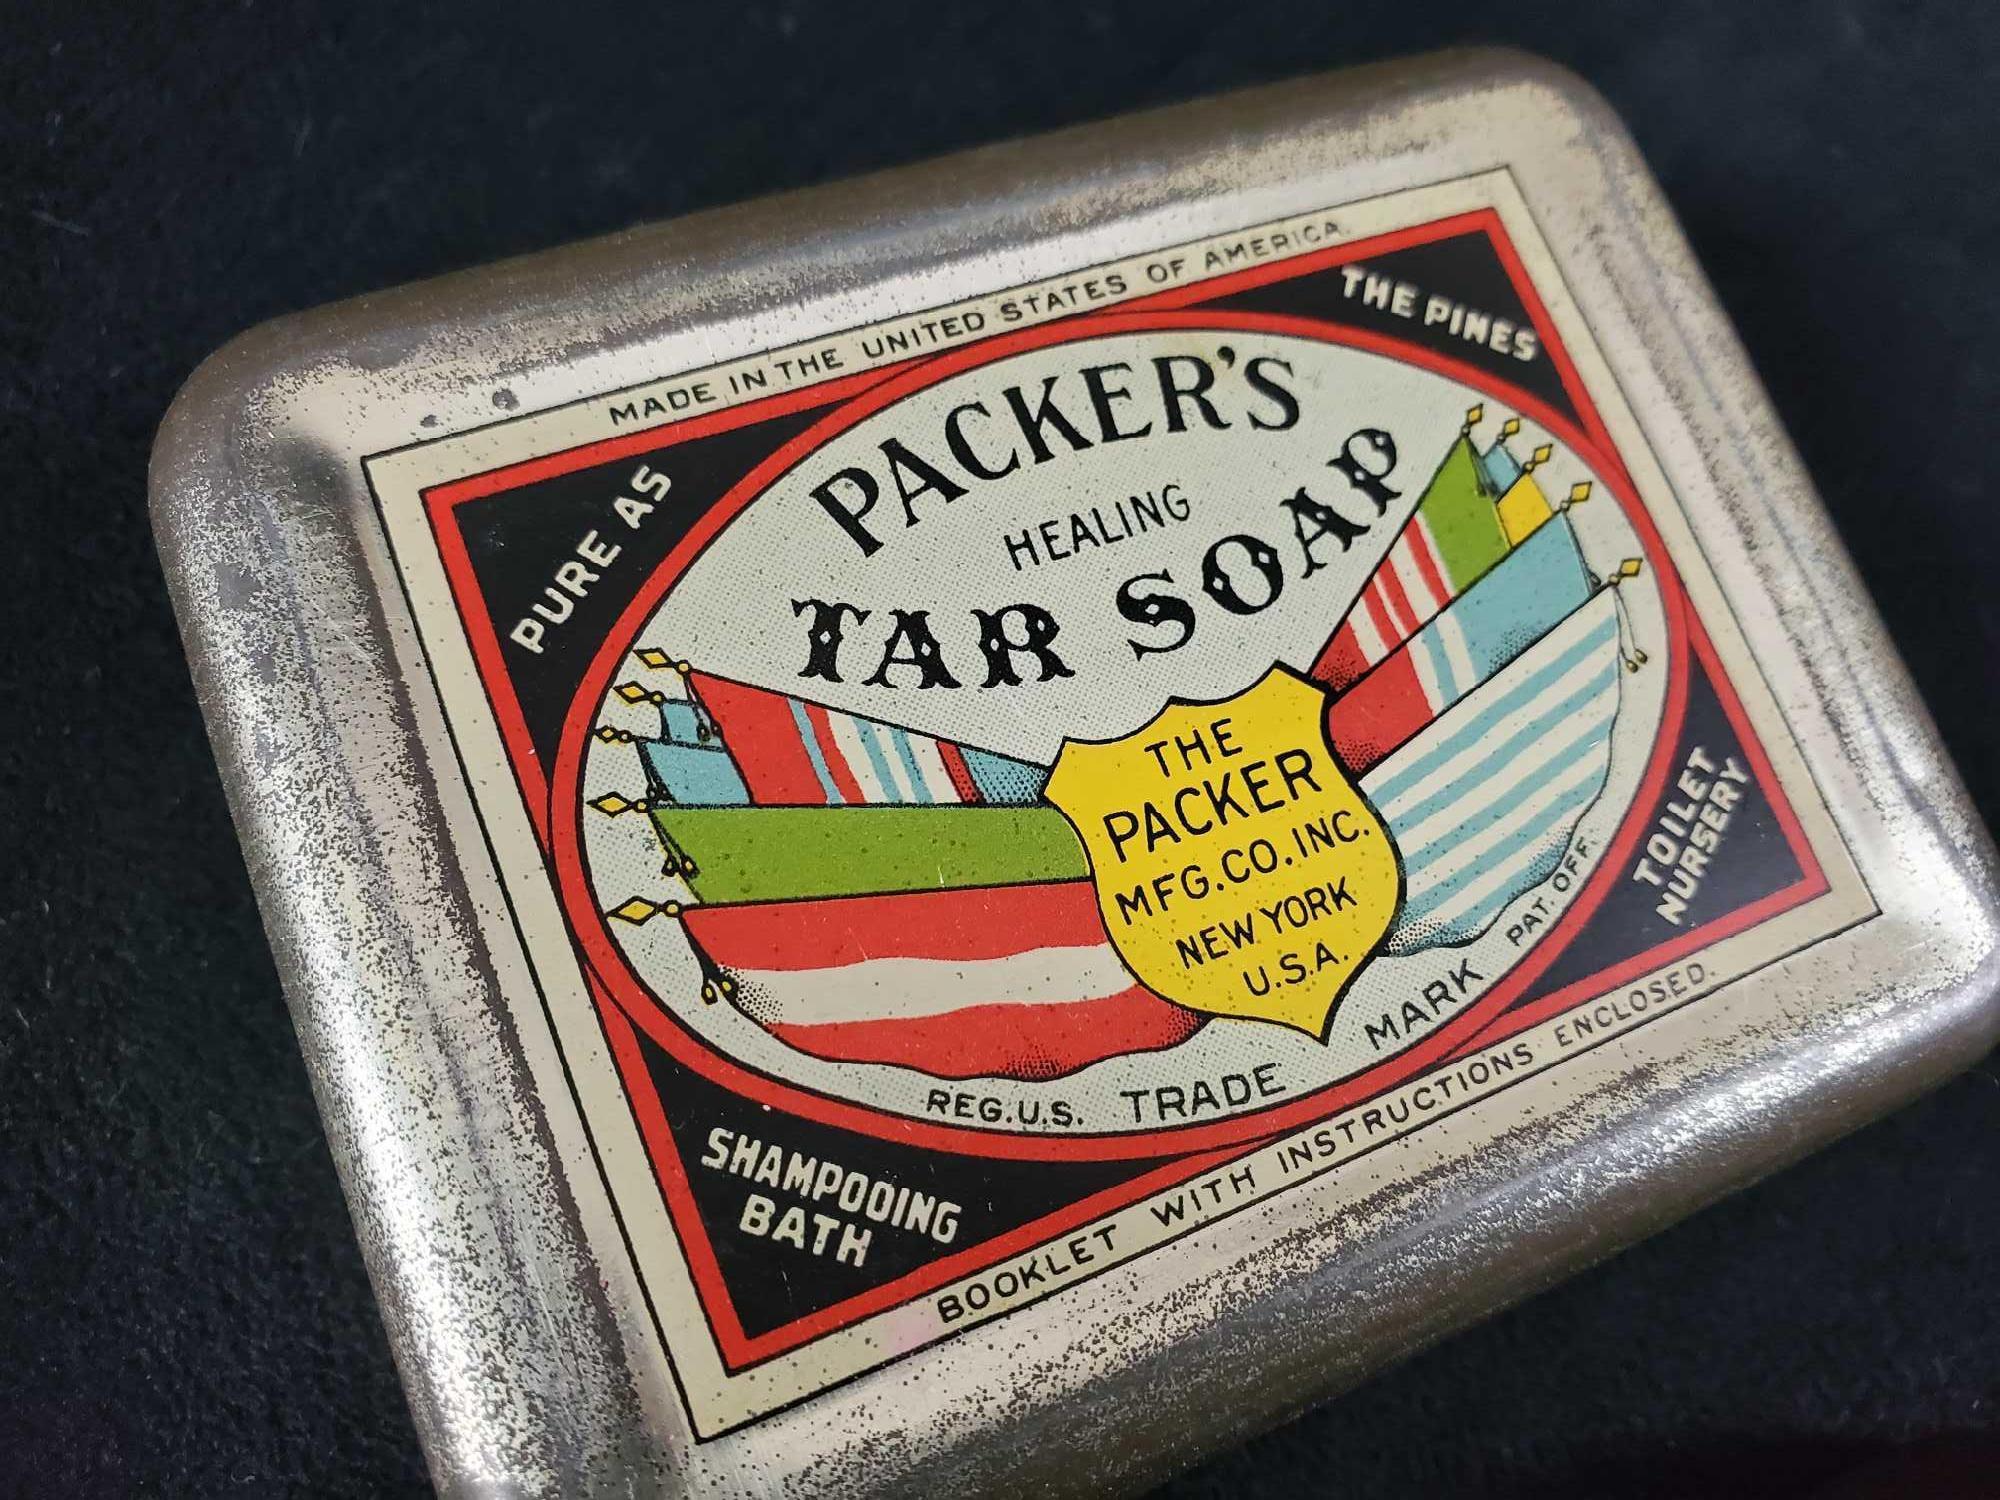 MADE IN THE UNITED STATES OF AMERICA.
PURE AS
THE PINES
PACKER'S
HEALING
TAR SOAP
THE
PACKER
MFG.CO.INC.
NEW YORK
U.S.A.
REG.U.S. TRADE MARK PAT.OFF.
SHAMPOOING
BATH
TOILET
NURSERY
BOOKLET WITH INSTRUCTIONS ENCLOSED.